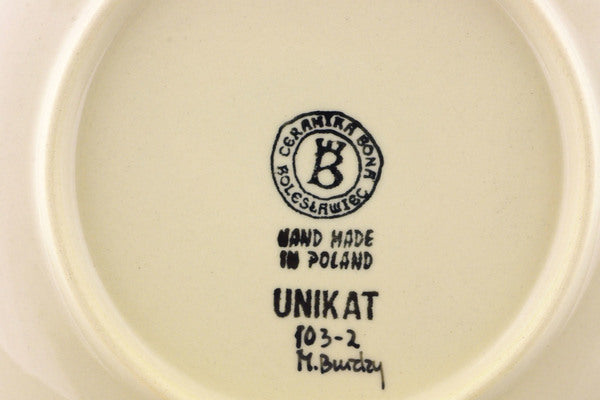 CERAMIKA BONA
BOLESŁAWIEC
B
HAND MADE
IN POLAND
UNIKAT
103-2
M.Burdzy